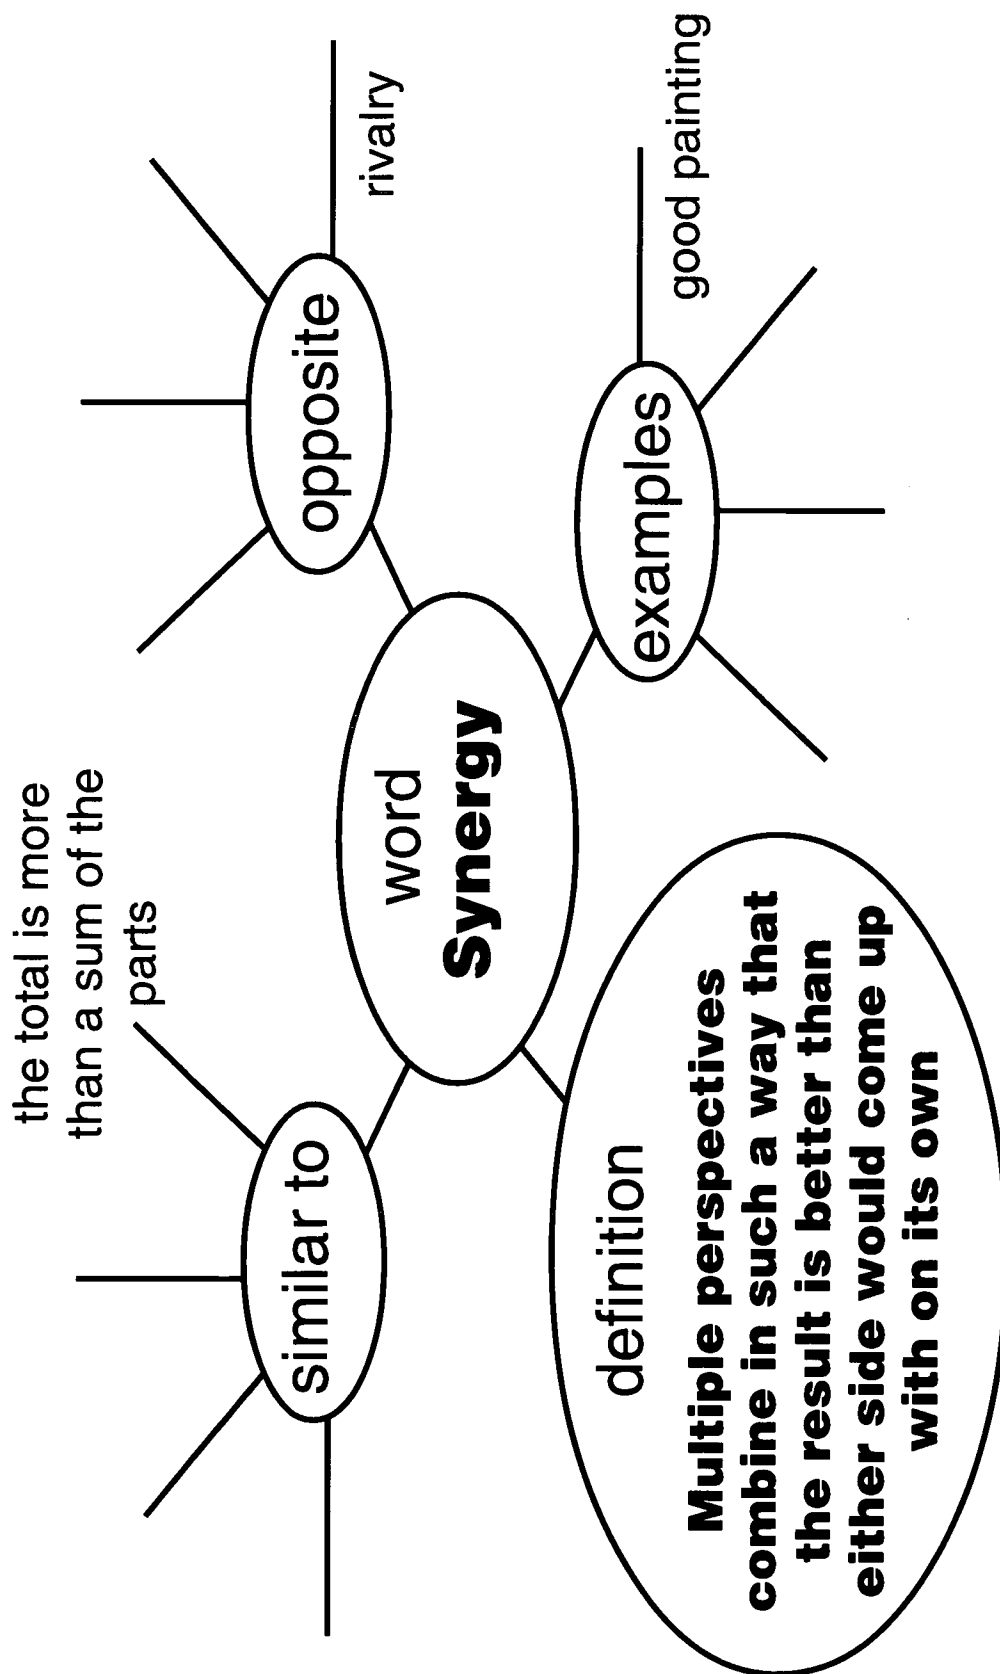 the total is more
than a sum of the
parts
similar to
opposite
rivalry
word
Synergy
definition
Multiple perspectives
combine in such a way that
the result is better than
either side would come up
with on its own
examples
good painting